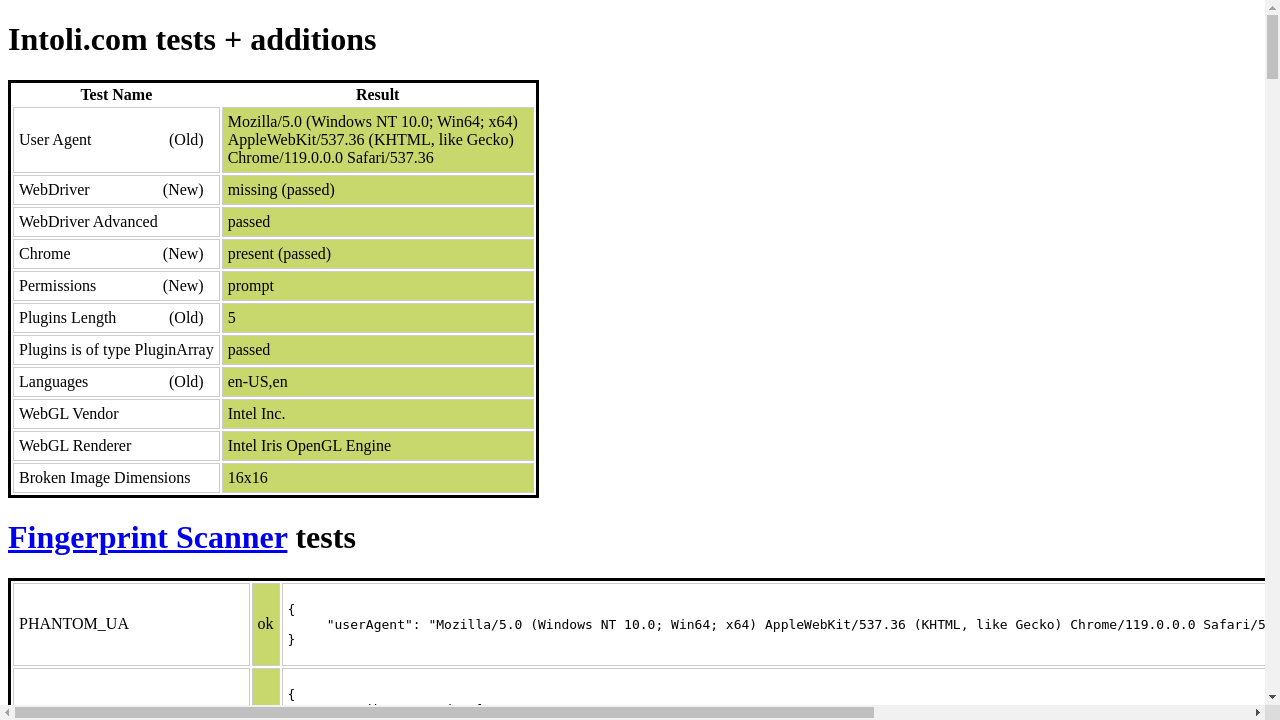 Intoli.com tests + additions
Test Name Result
User Agent (Old) Mozilla/5.0 (Windows NT 10.0; Win64; x64)
AppleWebKit/537.36 (KHTML, like Gecko)
Chrome/119.0.0.0 Safari/537.36
WebDriver (New) missing (passed)
WebDriver Advanced passed
Chrome (New) present (passed)
Permissions (New) prompt
Plugins Length (Old) 5
Plugins is of type PluginArray passed
Languages (Old) en-US,en
WebGL Vendor Intel Inc.
WebGL Renderer Intel Iris OpenGL Engine
Broken Image Dimensions 16x16
Fingerprint Scanner tests
{
PHANTOM_UA ok "userAgent": "Mozilla/5.0 (Windows NT 10.0; Win64; x64) AppleWebKit/537.36 (KHTML, like Gecko) Chrome/119.0.0.0 Safari/5
}
{